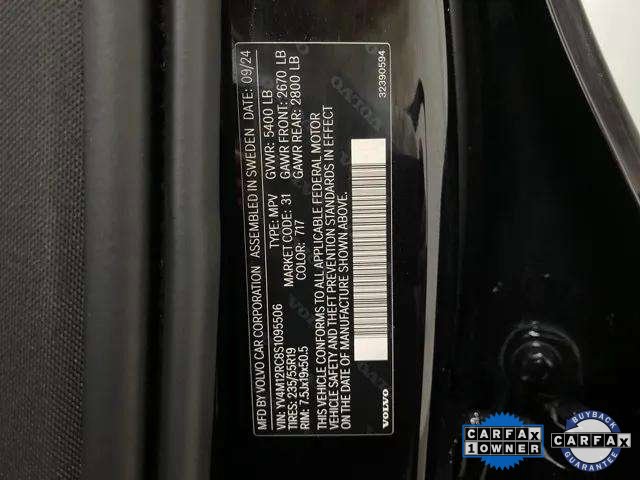 MFD BY VOLVO CAR CORPORATION ASSEMBLED IN SWEDEN DATE: 09/24
VIN: YV4M12RC8S1095506 TYPE: MPV GVWR: 5400 LB
TIRES: 235/55R19 MARKET CODE: 31 GAWR FRONT: 2670 LB
RIM: 7.5Jx19x50.5 COLOR: 717 GAWR REAR: 2800 LB
THIS VEHICLE CONFORMS TO ALL APPLICABLE FEDERAL MOTOR
VEHICLE SAFETY AND THEFT PREVENTION STANDARDS IN EFFECT
ON THE DATE OF MANUFACTURE SHOWN ABOVE.
VOLVO 32390594
CARFAX
1 OWNER
BUYBACK
CARFAX
GUARANTEE